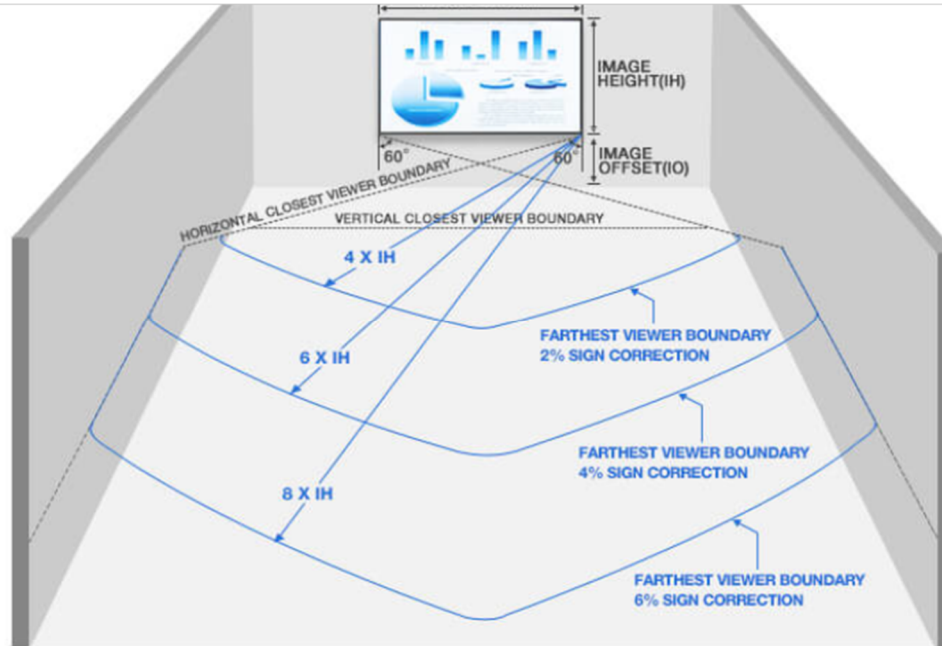 IMAGE
HEIGHT(IH)
60°
60°
IMAGE
OFFSET(IO)
HORIZONTAL CLOSEST VIEWER BOUNDARY
VERTICAL CLOSEST VIEWER BOUNDARY
4 X IH
FARTHEST VIEWER BOUNDARY
2% SIGN CORRECTION
6 X IH
FARTHEST VIEWER BOUNDARY
4% SIGN CORRECTION
8 X IH
FARTHEST VIEWER BOUNDARY
6% SIGN CORRECTION